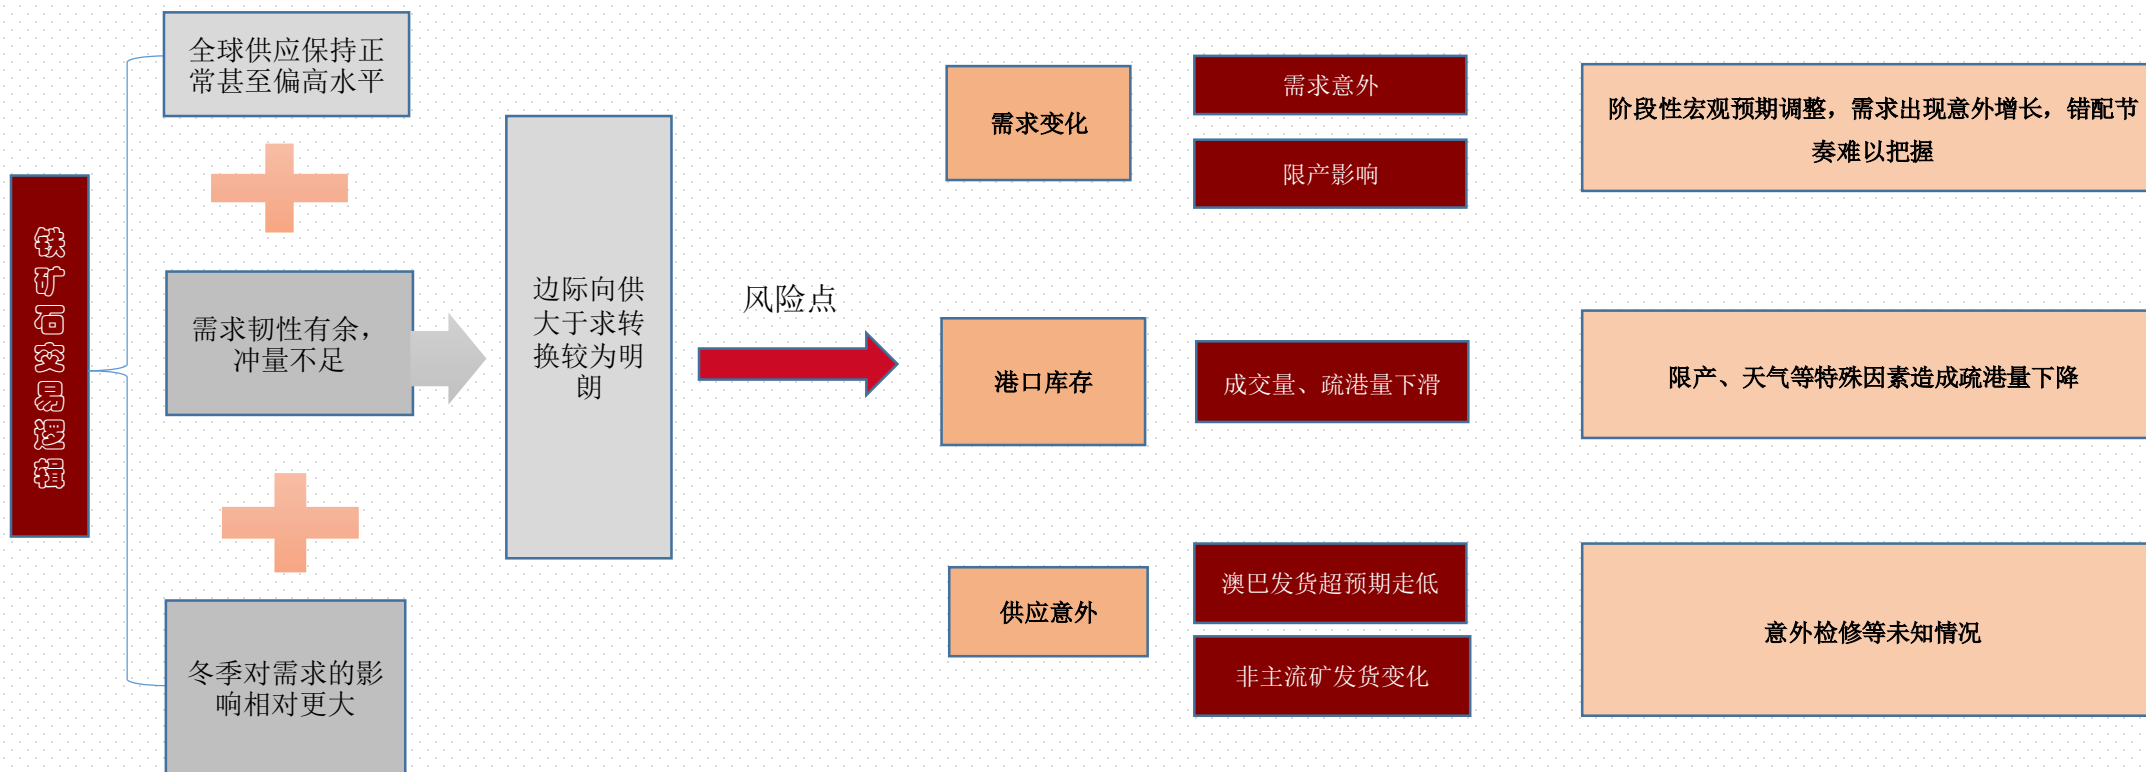 铁矿石交易逻辑
全球供应保持正
常甚至偏高水平
需求韧性有余,
冲量不足
冬季对需求的影
响相对更大
边际向供
大于求转
换较为明
朗
风险点
需求变化
需求意外
限产影响
阶段性宏观预期调整，需求出现意外增长，错配节
奏难以把握
港口库存
成交量、疏港量下滑
限产、天气等特殊因素造成疏港量下降
供应意外
澳巴发货超预期走低
非主流矿发货变化
意外检修等未知情况